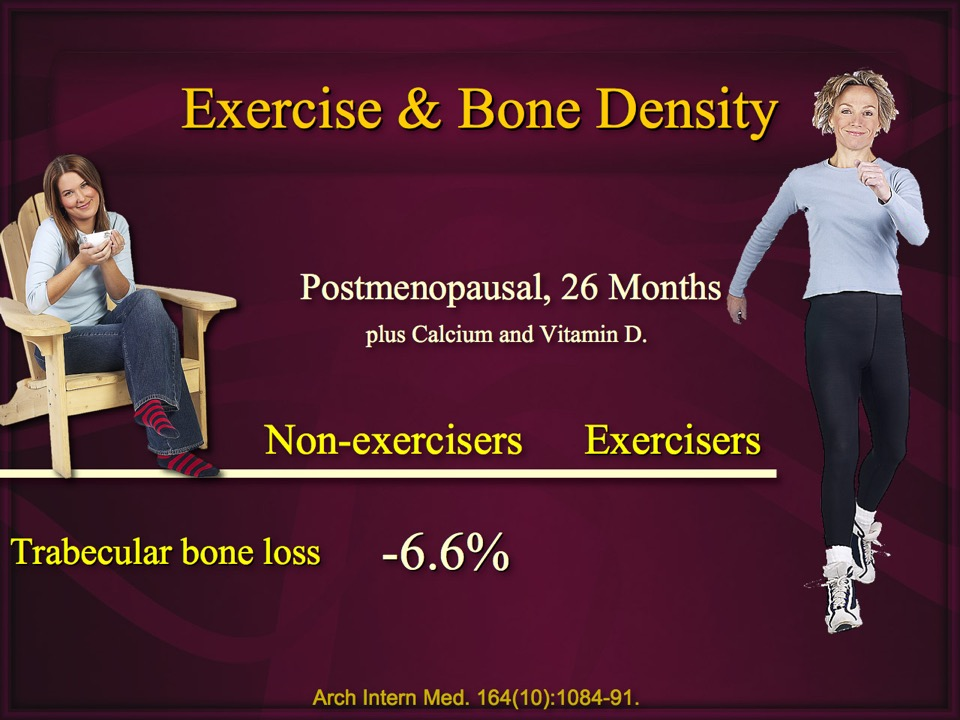 Exercise & Bone Density
Postmenopausal, 26 Months
plus Calcium and Vitamin D.
Non-exercisers Exercisers
Trabecular bone loss -6.6%
Arch Intern Med. 164(10):1084-91.